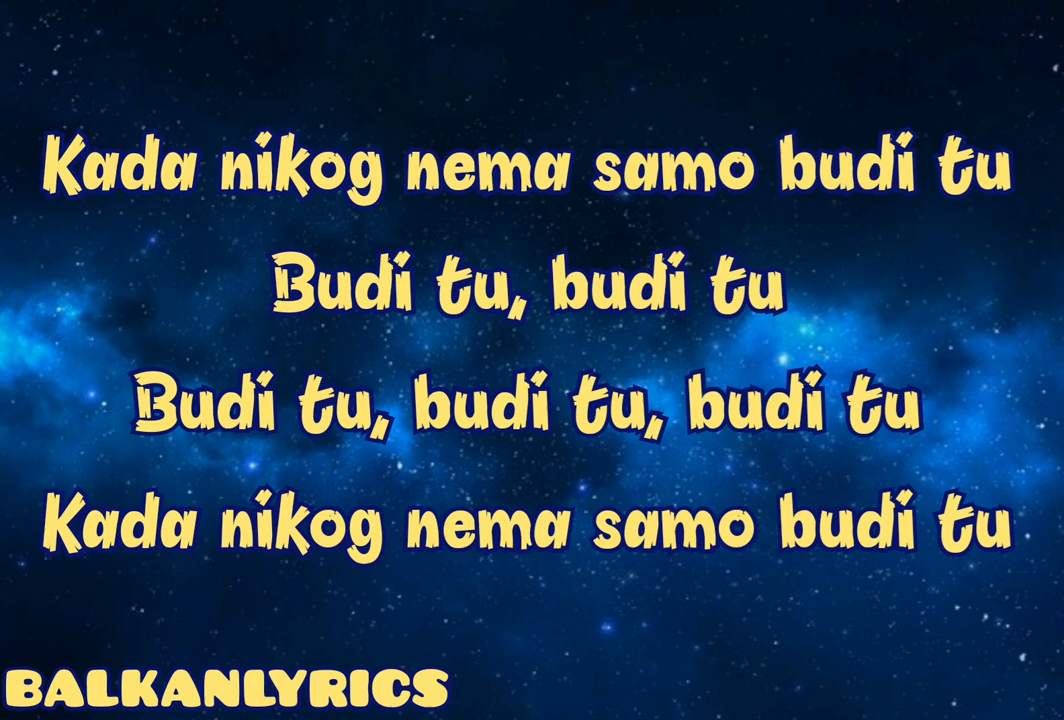 Kada nikog nema samo budi tu
Budi tu, budi tu
Budi tu, budi tu, budi tu
Kada nikog nema samo budi tu
BALKANLYRICS